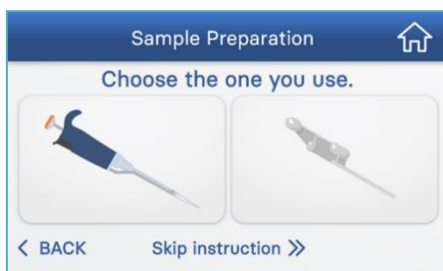 Sample Preparation
Choose the one you use.
< BACK Skip instruction >>